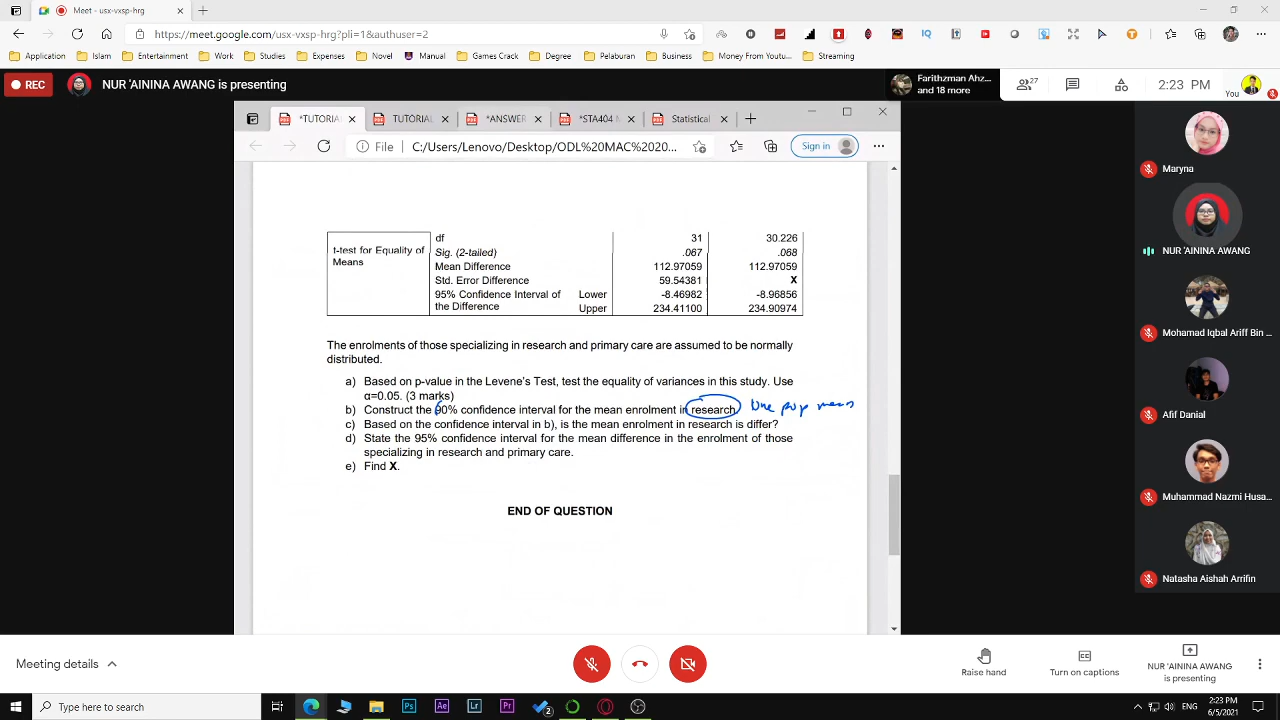 Meet - usx-vxsp-hrg
https://meet.google.com/usx-vxsp-hrg?pli=1&authuser=2
Application
Islam
Entertainment
Work
Expenses
Novel
Manual
Games Crack
Degree
Pelaburan
Business
Money From Youtu...
Streaming
REC
NUR 'AININA AWANG is presenting
Farithzman Ahz...
and 18 more
27
2:23 PM
You
*TUTORIAL
TUTORIAL
*ANSWER
*STA404 M
Statistical
File
C:/Users/Lenovo/Desktop/ODL%20MAC%2020...
Sign in
t-test for Equality of
Means
df 31 30.226
Sig. (2-tailed) .067 .068
Mean Difference 112.97059 112.97059
Std. Error Difference 59.54381 X
95% Confidence Interval of Lower -8.46982 -8.96856
the Difference Upper 234.41100 234.90974
The enrolments of those specializing in research and primary care are assumed to be normally
distributed.
a) Based on p-value in the Levene's Test, test the equality of variances in this study. Use
α=0.05. (3 marks)
b) Construct the 90% confidence interval for the mean enrolment in research. One pop mean
c) Based on the confidence interval in b), is the mean enrolment in research is differ?
d) State the 95% confidence interval for the mean difference in the enrolment of those
specializing in research and primary care.
e) Find X.
END OF QUESTION
Maryna
NUR 'AININA AWANG
Mohamad Iqbal Ariff Bin ...
Afif Danial
Muhammad Nazmi Husa...
Natasha Aishah Arrifin
Meeting details
Raise hand
Turn on captions
NUR 'AININA AWANG
is presenting
Type here to search
2:23 PM
6/5/2021